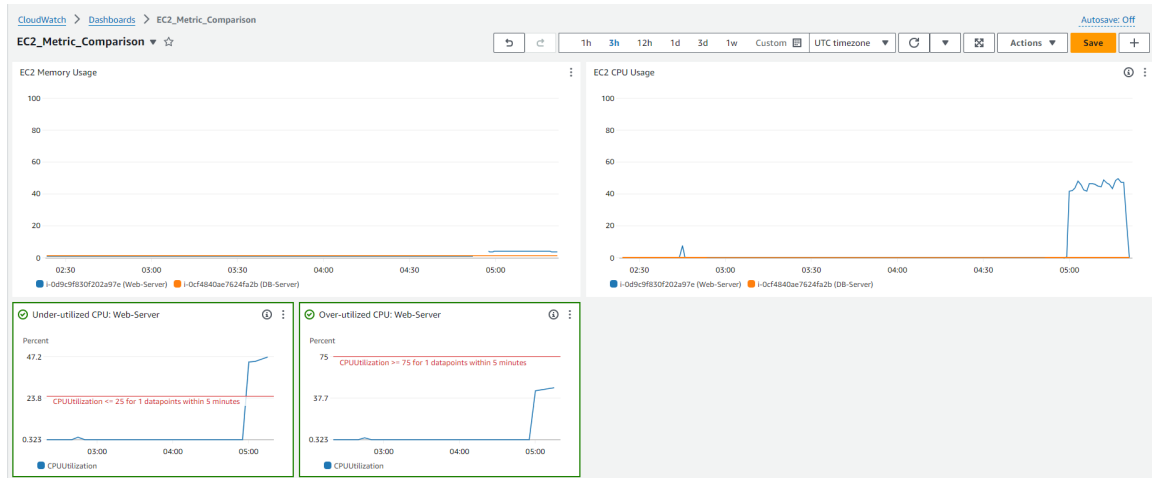 CloudWatch > Dashboards > EC2_Metric_Comparison
Autosave: Off
EC2_Metric_Comparison
1h 3h 12h 1d 3d 1w Custom UTC timezone Actions Save
EC2 Memory Usage
100
80
60
40
20
0
02:30 03:00 03:30 04:00 04:30 05:00
i-0d9c9f830f202a97e (Web-Server) i-0cf4840ae7624fa2b (DB-Server)
EC2 CPU Usage
100
80
60
40
20
0
02:30 03:00 03:30 04:00 04:30 05:00
i-0d9c9f830f202a97e (Web-Server) i-0cf4840ae7624fa2b (DB-Server)
Under-utilized CPU: Web-Server
Percent
47.2
23.8
CPUUtilization <= 25 for 1 datapoints within 5 minutes
0.323
03:00 04:00 05:00
CPUUtilization
Over-utilized CPU: Web-Server
Percent
75
CPUUtilization >= 75 for 1 datapoints within 5 minutes
37.7
0.323
03:00 04:00 05:00
CPUUtilization